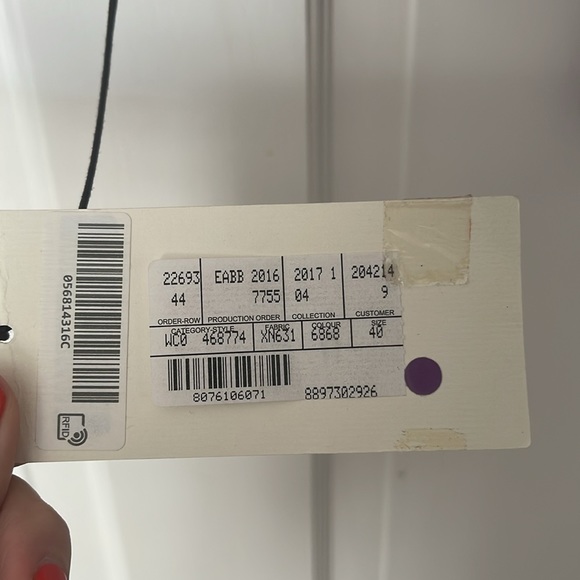 056814316C
RFID
22693 EABB 2016 2017 1 204214
44 7755 04 9
ORDER-ROW PRODUCTION ORDER COLLECTION CUSTOMER
CATEGORY-STYLE FABRIC COLOUR SIZE
WC0 468774 XN631 6868 40
8076106071 8897302926